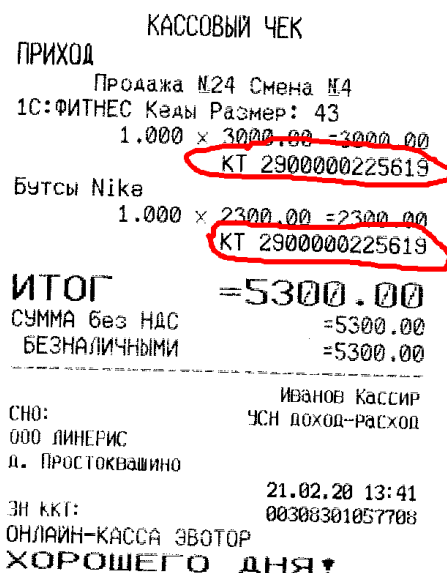 КАССОВЫЙ ЧЕК
ПРИХОД
Продажа №24 Смена №4
1С:ФИТНЕС Кеды Размер: 43
1.000 × 3000.00 =3000.00
КТ 2900000225619
Бутсы Nike
1.000 × 2300.00 =2300.00
КТ 2900000225619
ИТОГ =5300.00
СУММА без НДС =5300.00
БЕЗНАЛИЧНЫМИ =5300.00
Иванов Кассир
СНО: УСН доход-расход
ООО ЛИНЕРИС
д. Простоквашино
21.02.20 13:41
ЗН ККТ: 00308301057708
ОНЛАЙН-КАССА ЭВОТОР
ХОРОШЕГО ДНЯ!